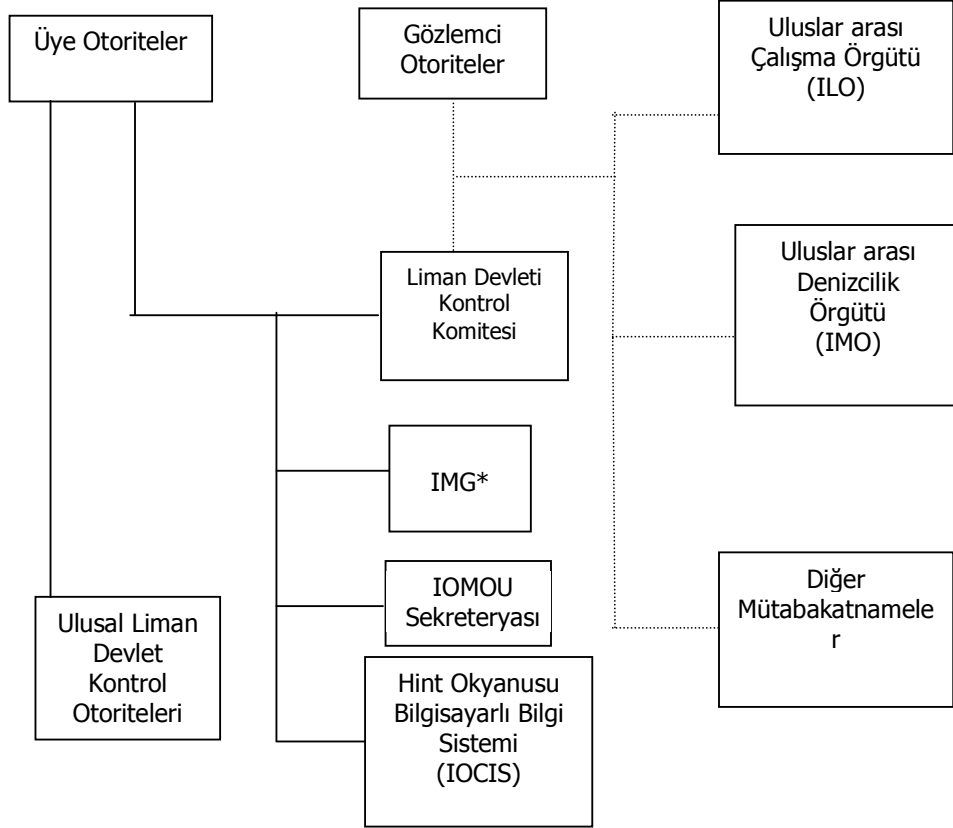 Üye Otoriteler
Gözlemci
Otoriteler
Uluslar arası
Çalışma Örgütü
(ILO)
Liman Devleti
Kontrol
Komitesi
Uluslar arası
Denizcilik
Örgütü
(IMO)
IMG*
IOMOU
Sekreteryası
Diğer
Mütabakatnamele
r
Ulusal Liman
Devlet
Kontrol
Otoriteleri
Hint Okyanusu
Bilgisayarlı Bilgi
Sistemi
(IOCIS)